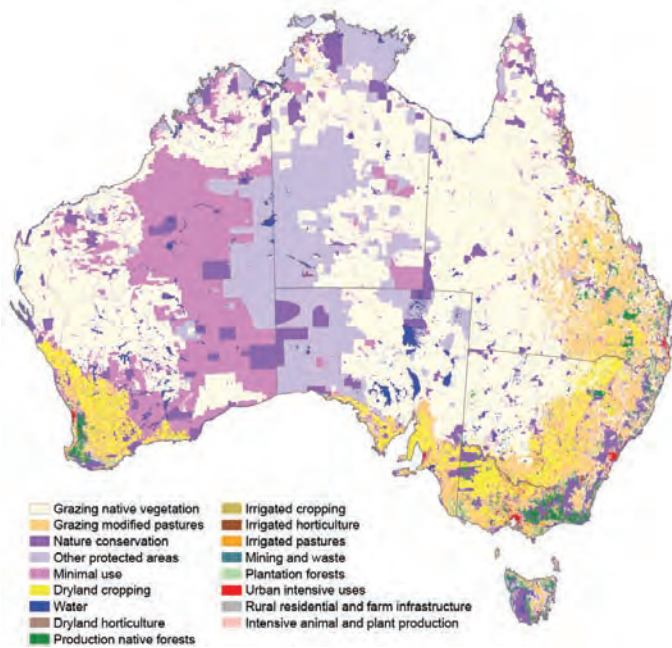 Grazing native vegetation
Grazing modified pastures
Nature conservation
Other protected areas
Minimal use
Dryland cropping
Water
Dryland horticulture
Production native forests
Irrigated cropping
Irrigated horticulture
Irrigated pastures
Mining and waste
Plantation forests
Urban intensive uses
Rural residential and farm infrastructure
Intensive animal and plant production